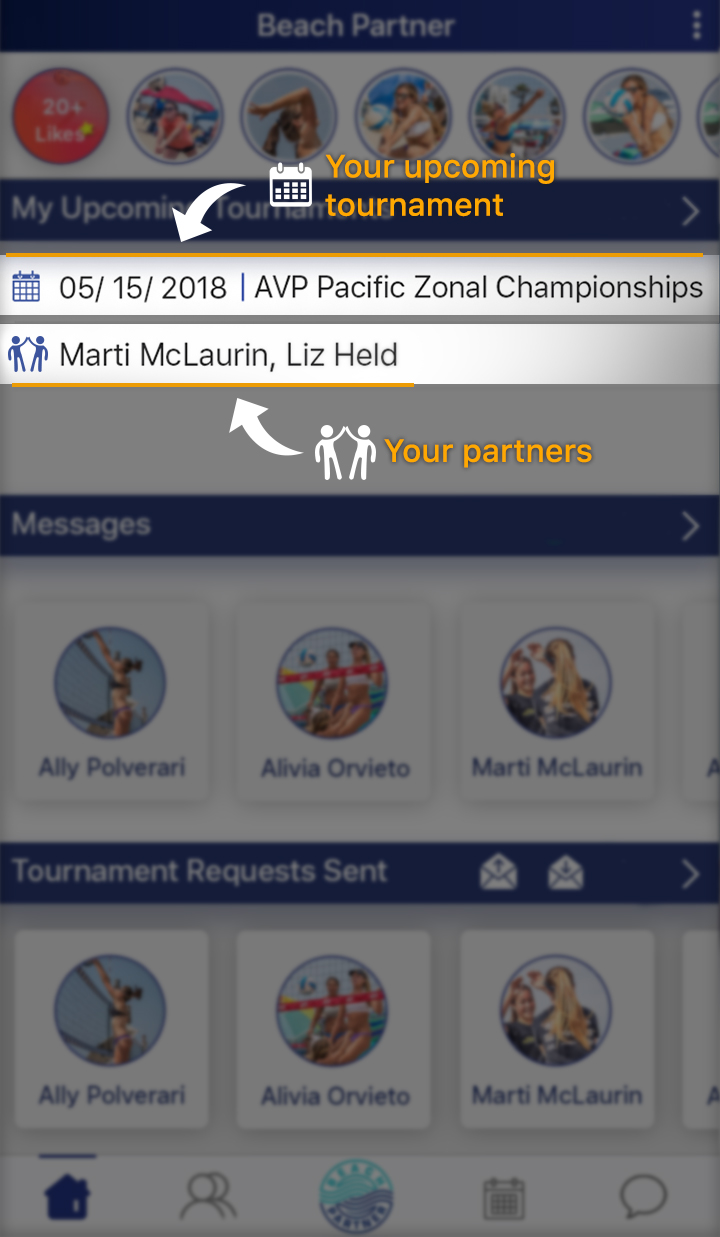 Beach Partner
20+
Likes
Your upcoming
tournament
My Upcoming Tournaments
05/ 15/ 2018 | AVP Pacific Zonal Championships
Marti McLaurin, Liz Held
Your partners
Messages
Ally Polverari
Alivia Orvieto
Marti McLaurin
A
Tournament Requests Sent
Ally Polverari
Alivia Orvieto
Marti McLaurin
A
BEACH
PARTNER